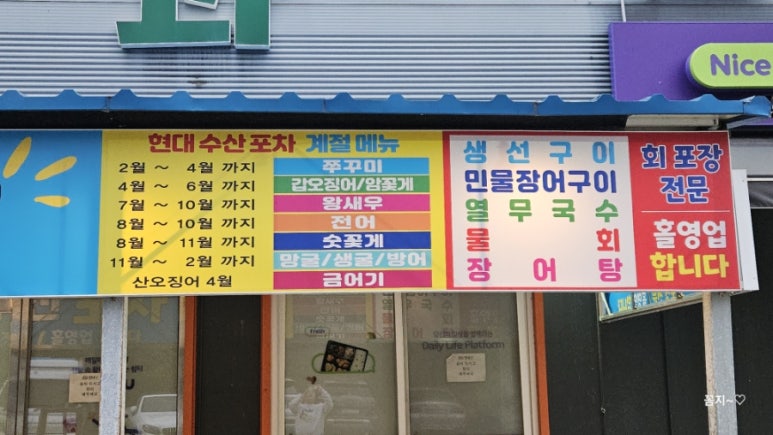 Nice
현대 수산 포차 계절 메뉴
2월 ~ 4월 까지 쭈꾸미
4월 ~ 6월 까지 갑오징어/암꽃게
7월 ~ 10월 까지 왕새우
8월 ~ 10월 까지 전어
8월 ~ 11월 까지 숫꽃게
11월 ~ 2월 까지 망굴/생굴/방어
산오징어 4월 금어기
생선구이
민물장어구이
열무국수
물회
장어탕
회 포장
전문
홀영업
합니다
Daily Life Platform
꼼지~♡